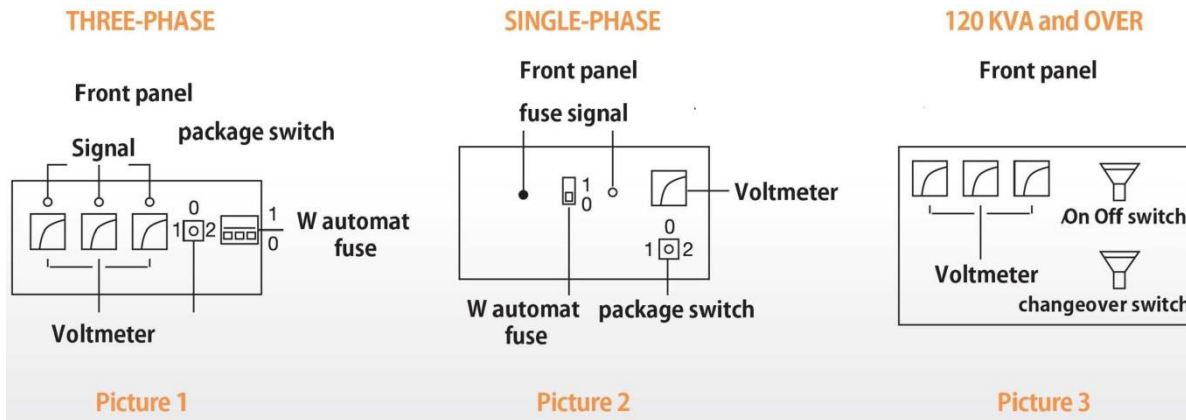 THREE-PHASE
Front panel
Signal
package switch
0
1 2
1
0
W automat
fuse
Voltmeter
Picture 1
SINGLE-PHASE
Front panel
fuse signal
1
0
Voltmeter
0
1 2
W automat
fuse
package switch
Picture 2
120 KVA and OVER
Front panel
On Off switch
Voltmeter
changeover switch
Picture 3